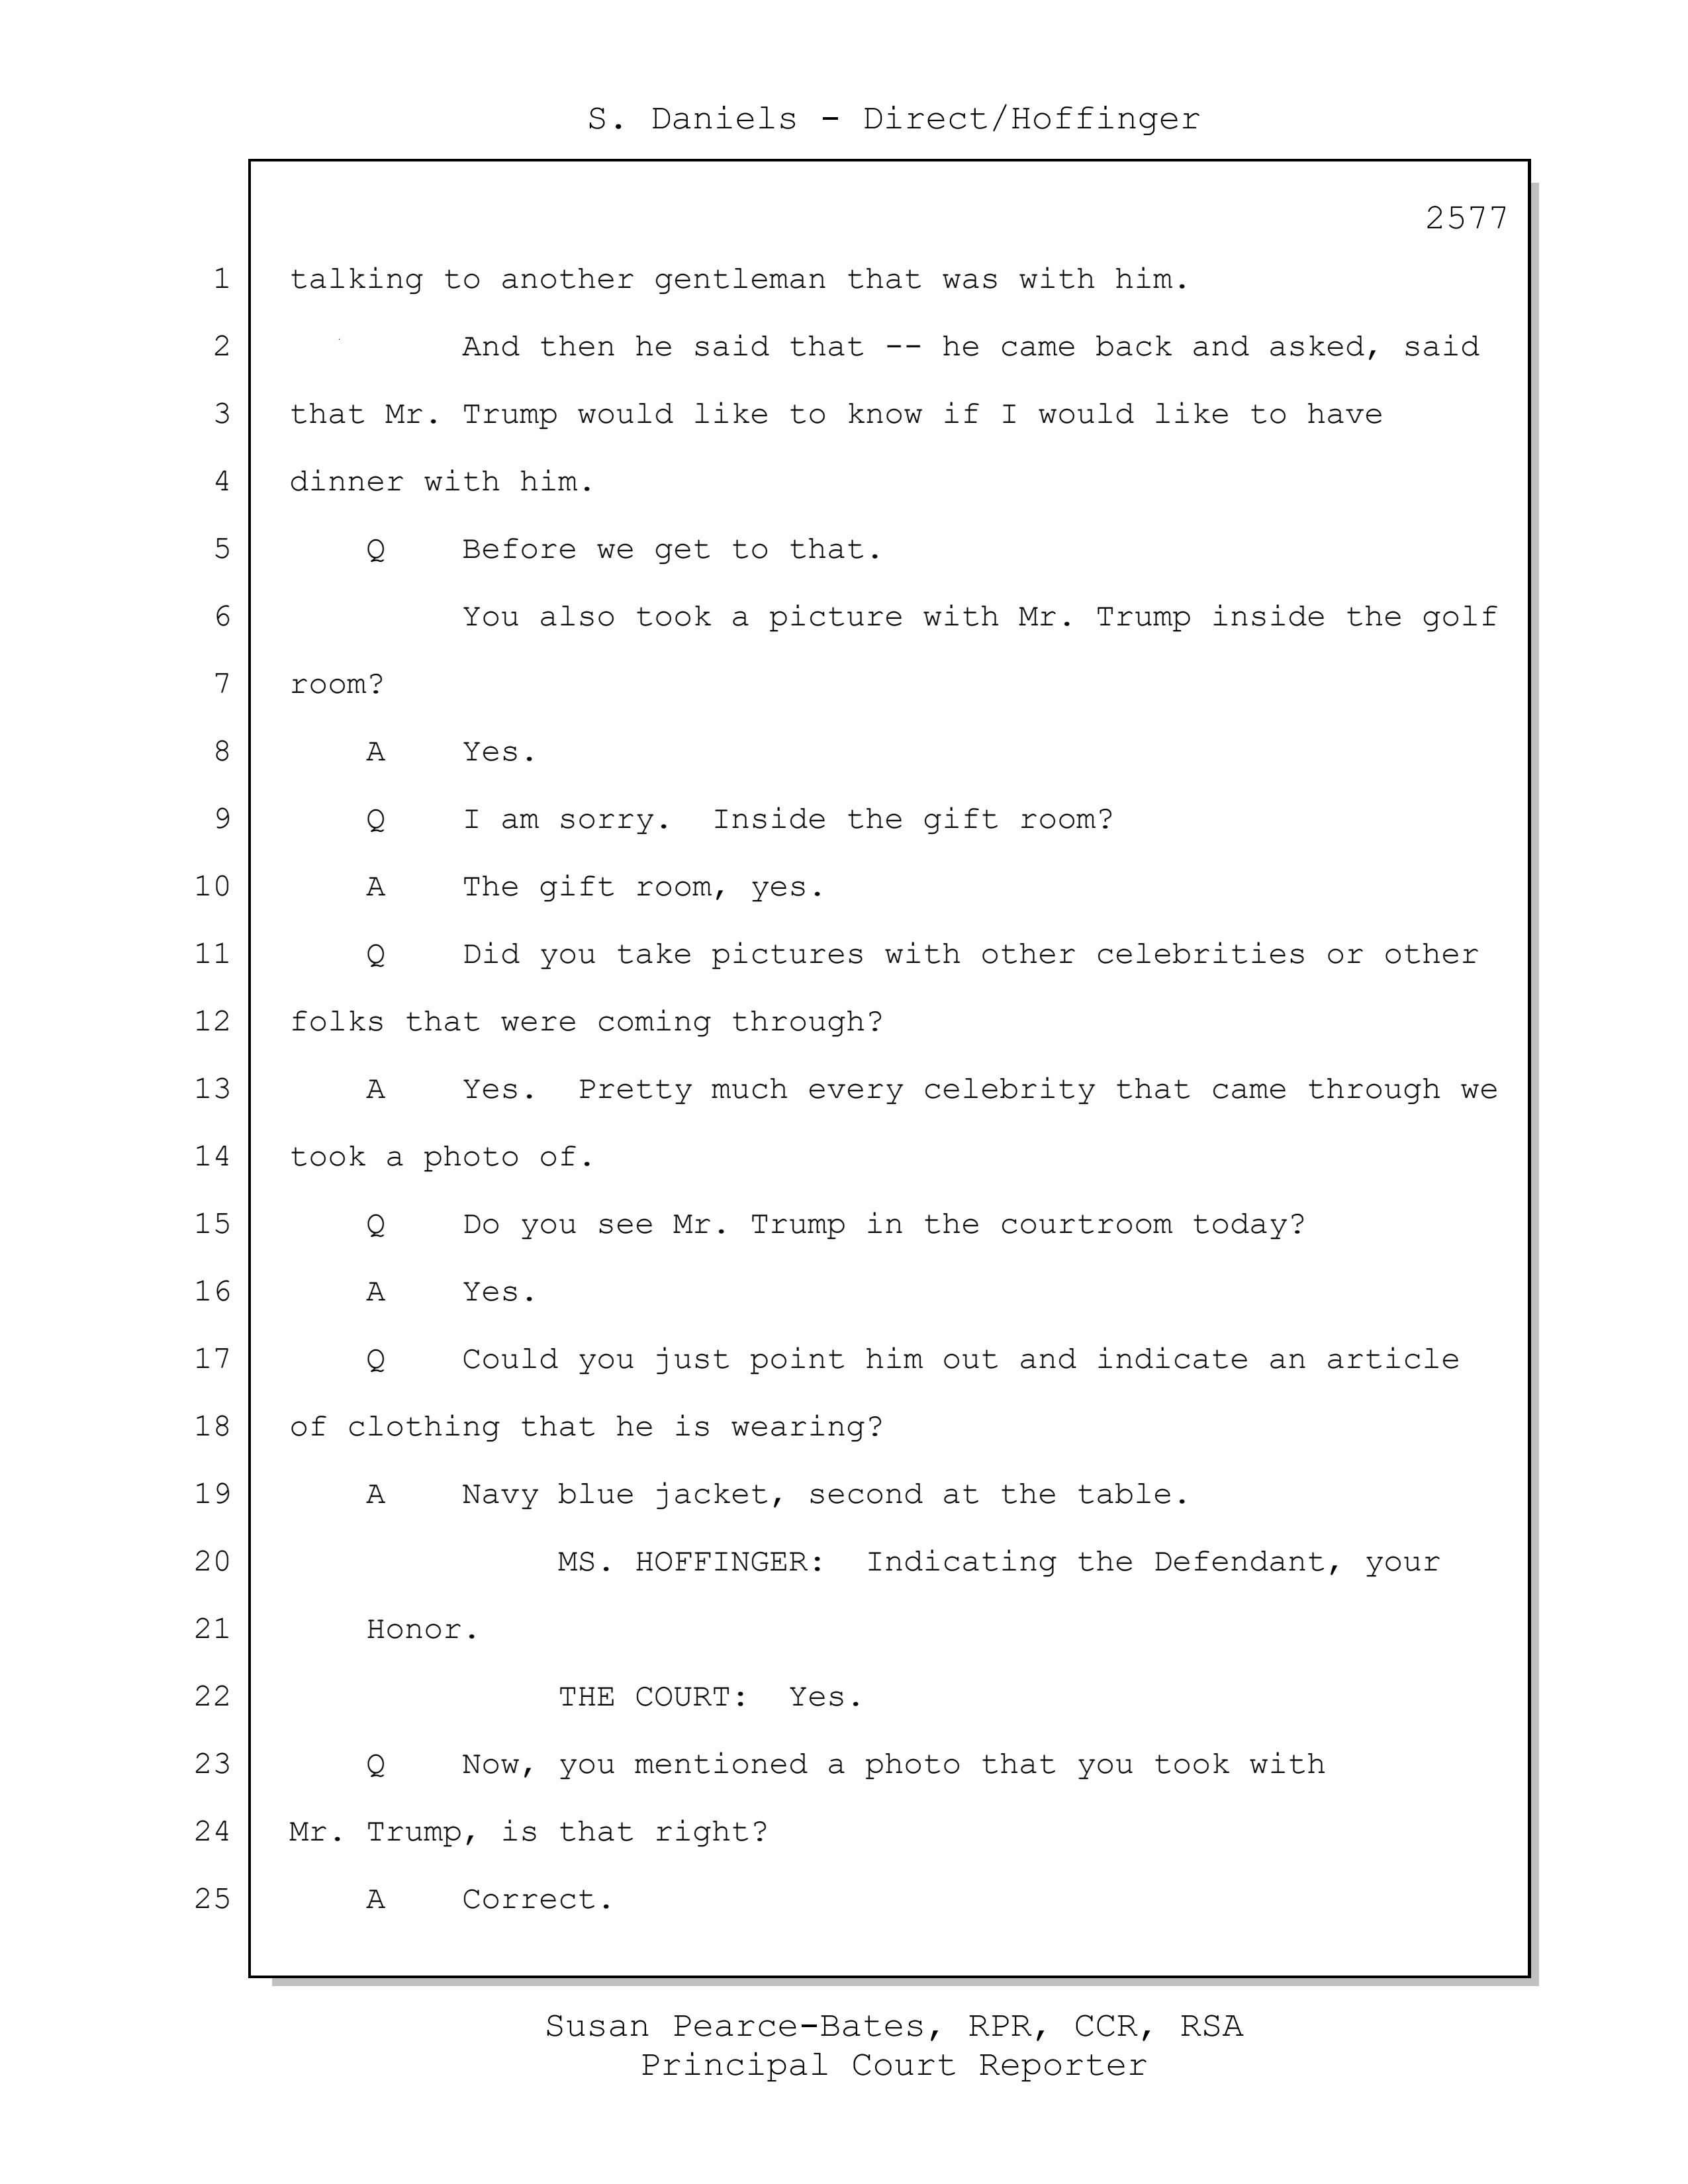 S. Daniels - Direct/Hoffinger
2577
1 talking to another gentleman that was with him.
2 And then he said that -- he came back and asked, said
3 that Mr. Trump would like to know if I would like to have
4 dinner with him.
5 Q Before we get to that.
6 You also took a picture with Mr. Trump inside the golf
7 room?
8 A Yes.
9 Q I am sorry. Inside the gift room?
10 A The gift room, yes.
11 Q Did you take pictures with other celebrities or other
12 folks that were coming through?
13 A Yes. Pretty much every celebrity that came through we
14 took a photo of.
15 Q Do you see Mr. Trump in the courtroom today?
16 A Yes.
17 Q Could you just point him out and indicate an article
18 of clothing that he is wearing?
19 A Navy blue jacket, second at the table.
20 MS. HOFFINGER: Indicating the Defendant, your
21 Honor.
22 THE COURT: Yes.
23 Q Now, you mentioned a photo that you took with
24 Mr. Trump, is that right?
25 A Correct.
Susan Pearce-Bates, RPR, CCR, RSA
Principal Court Reporter